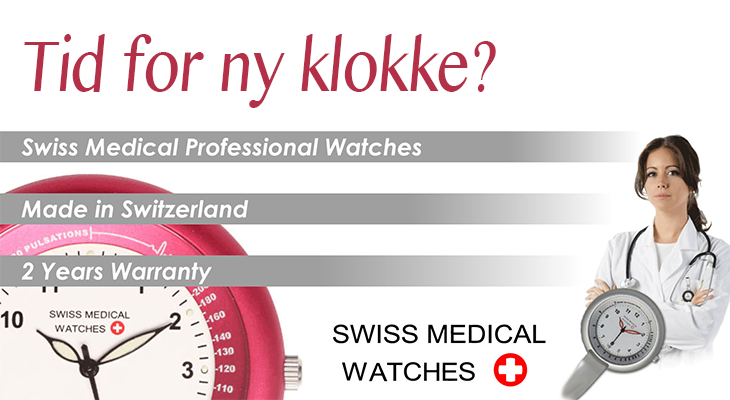 Tid for ny klokke?
Swiss Medical Professional Watches
Made in Switzerland
2 Years Warranty
PULSATIONS
10
SWISS MEDICAL
WATCHES
2
3
180
160
140
130
120
110
SWISS MEDICAL
WATCHES